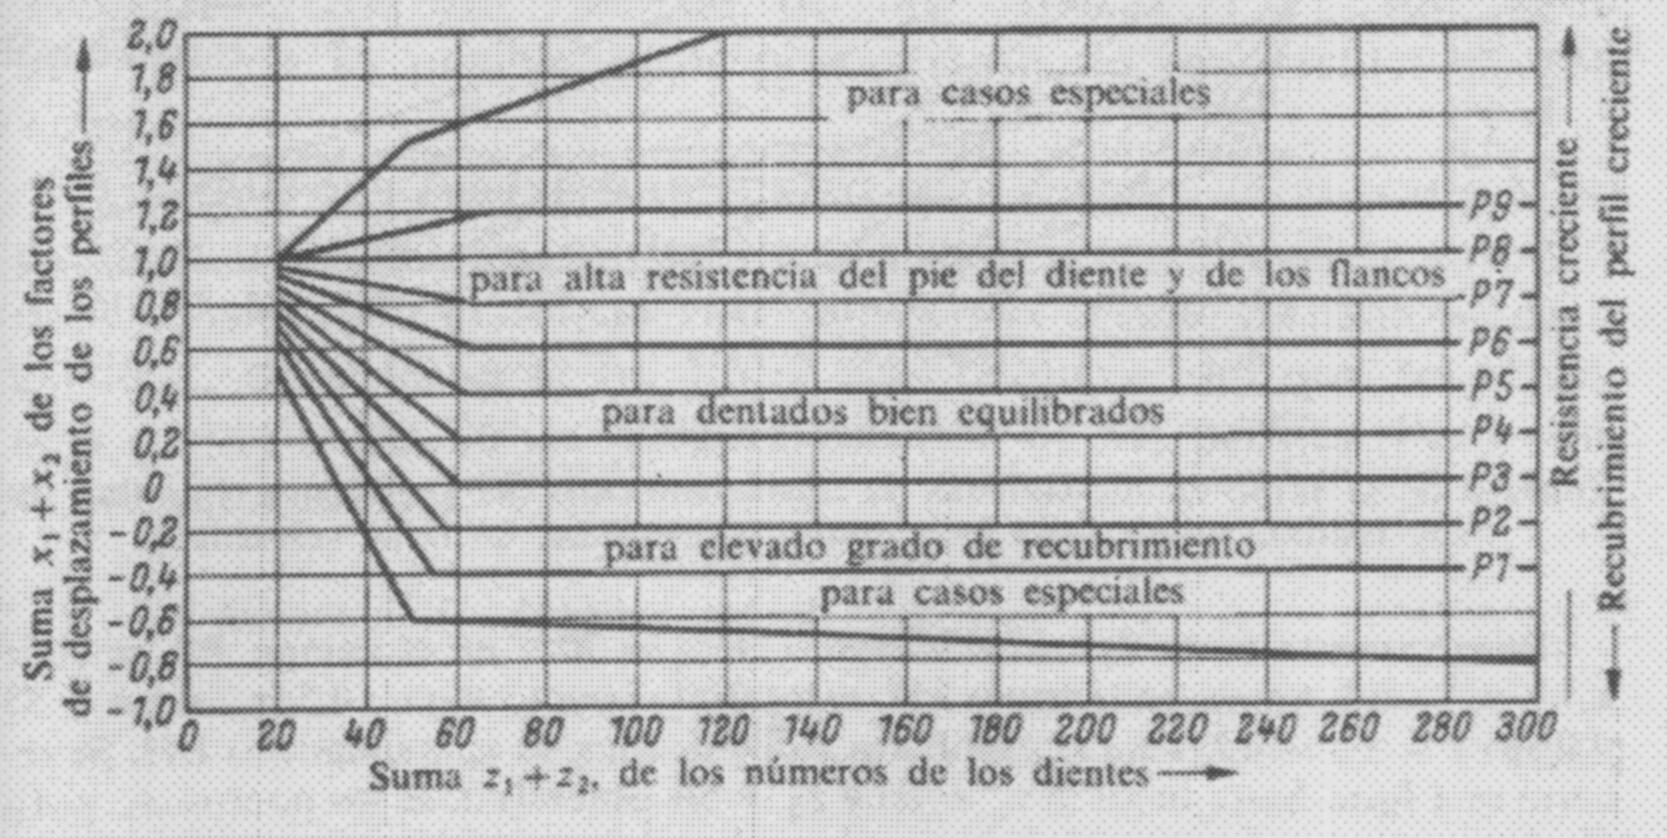 Suma x₁+x₂ de los factores
de desplazamiento de los perfiles
2,0
1,8
1,6
1,4
1,2
1,0
0,8
0,6
0,4
0,2
0
-0,2
-0,4
-0,6
-0,8
-1,0
para casos especiales
P9
P8
para alta resistencia del pie del diente y de los flancos
P7
P6
P5
para dentados bien equilibrados
P4
P3
P2
para elevado grado de recubrimiento
P1
para casos especiales
0 20 40 60 80 100 120 140 160 180 200 220 240 260 280 300
Suma z₁+z₂, de los números de los dientes
Resistencia creciente
Recubrimiento del perfil creciente